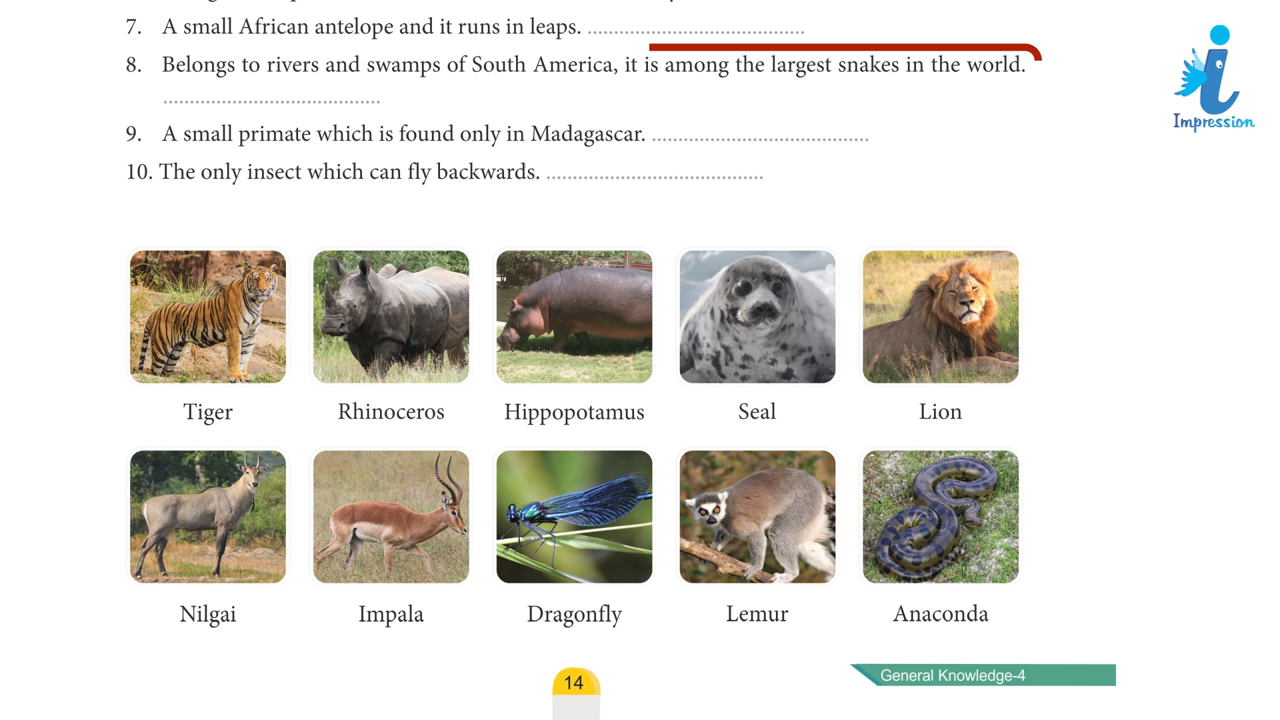 7. A small African antelope and it runs in leaps. .........................................
8. Belongs to rivers and swamps of South America, it is among the largest snakes in the world.
.........................................
9. A small primate which is found only in Madagascar. .........................................
10. The only insect which can fly backwards. .........................................
Impression
Tiger Rhinoceros Hippopotamus Seal Lion
Nilgai Impala Dragonfly Lemur Anaconda
14
General Knowledge-4